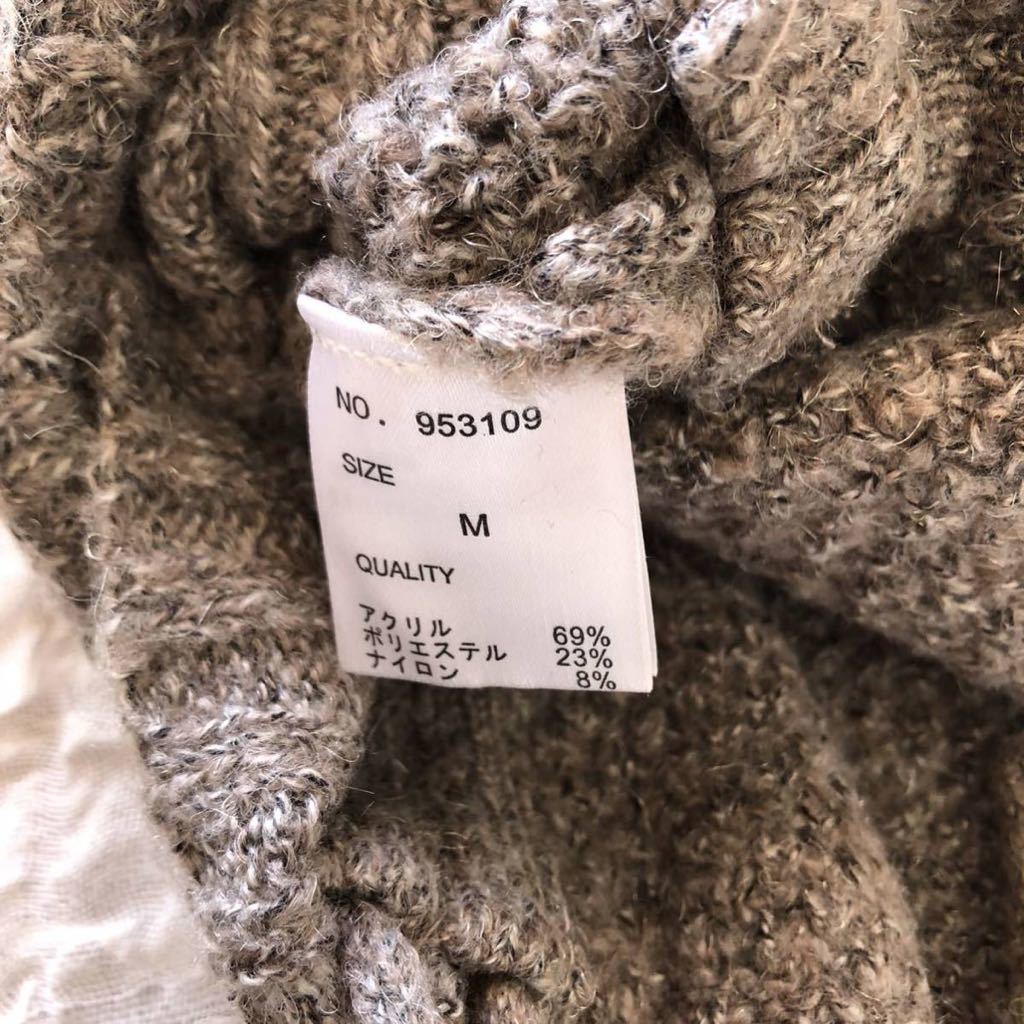 NO. 953109
SIZE
M
QUALITY
アクリル 69%
ポリエステル 23%
ナイロン 8%